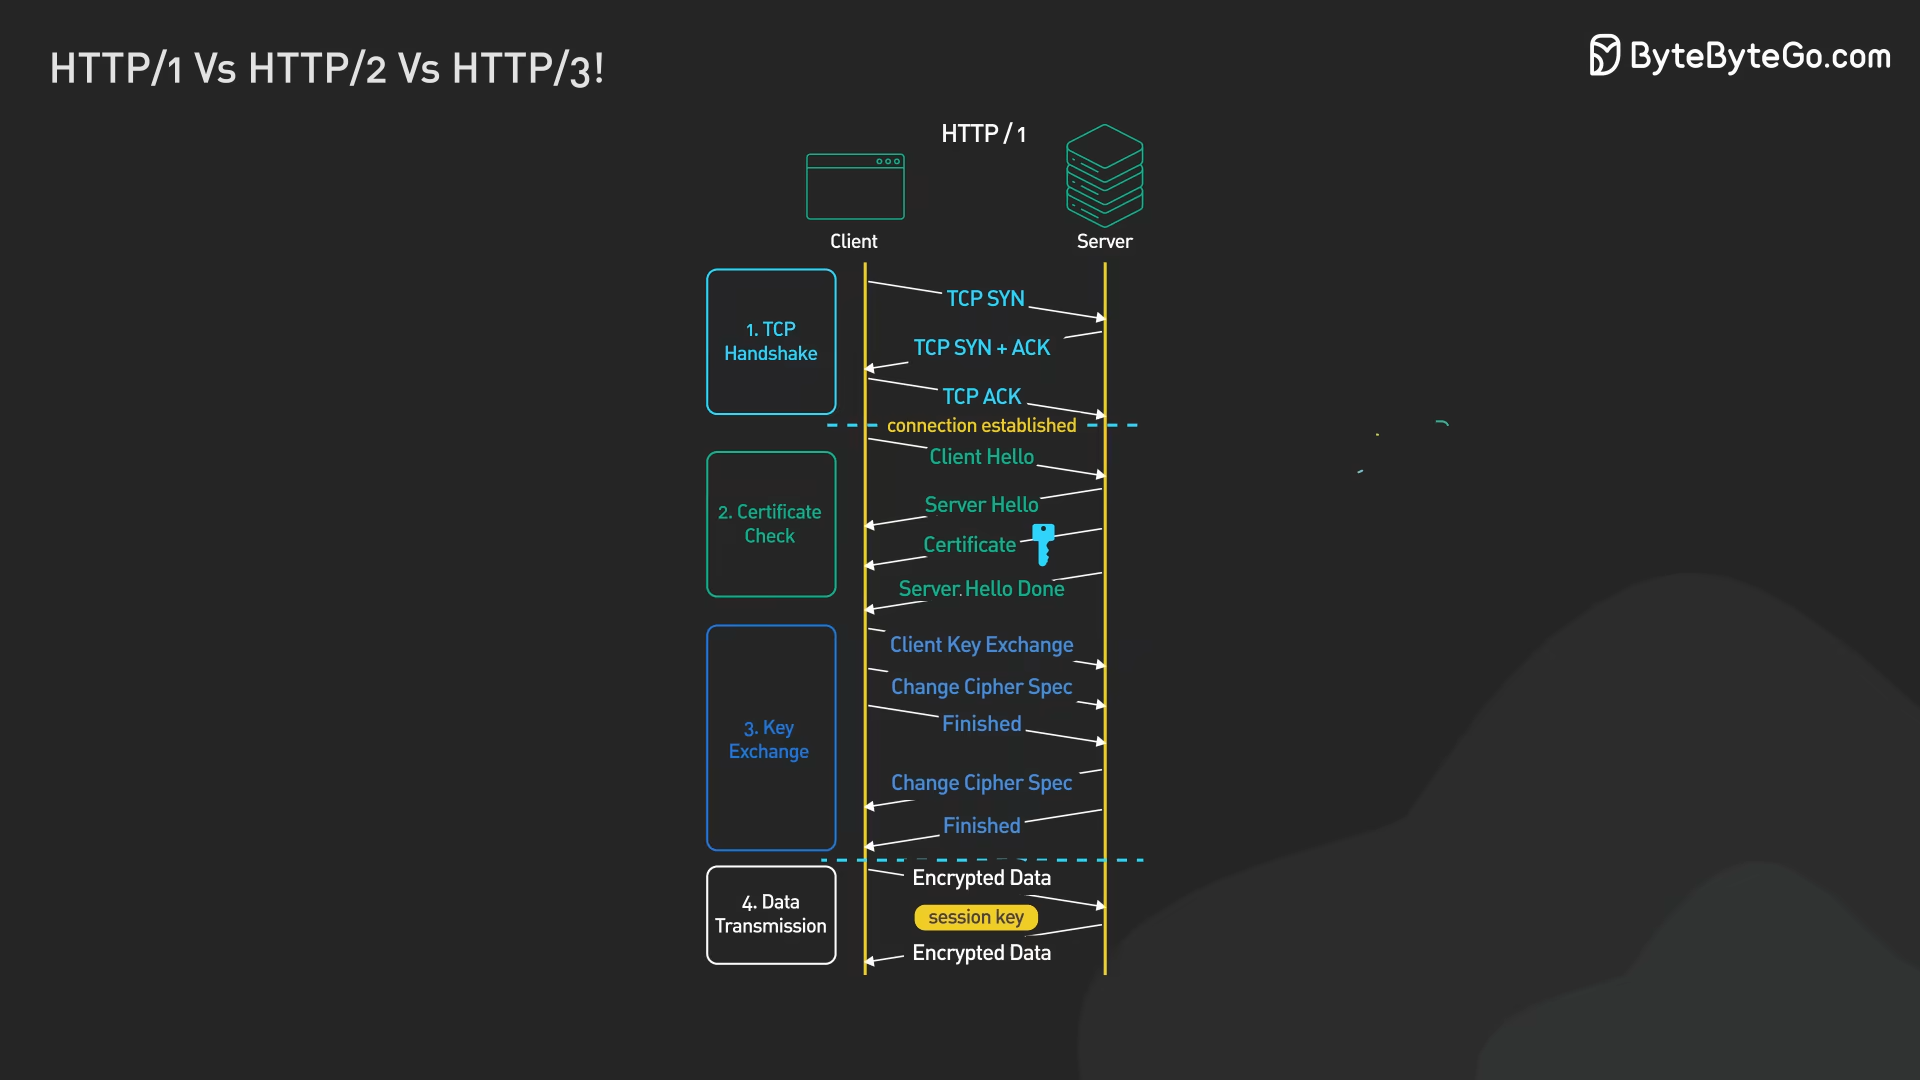 HTTP/1 Vs HTTP/2 Vs HTTP/3!
ByteByteGo.com
HTTP / 1
Client
Server
1. TCP
Handshake
TCP SYN
TCP SYN + ACK
TCP ACK
connection established
2. Certificate
Check
Client Hello
Server Hello
Certificate
Server Hello Done
3. Key
Exchange
Client Key Exchange
Change Cipher Spec
Finished
Change Cipher Spec
Finished
4. Data
Transmission
Encrypted Data
session key
Encrypted Data